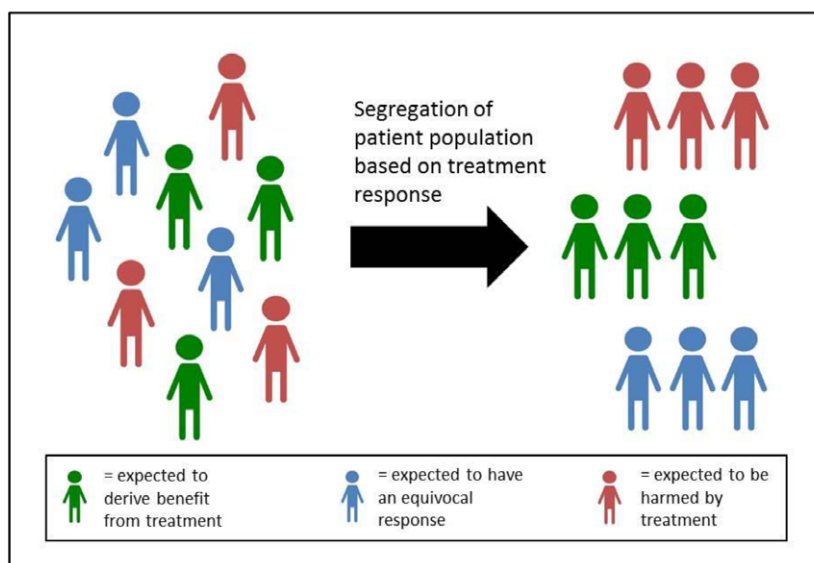 Segregation of
patient population
based on treatment
response
= expected to
derive benefit
from treatment
= expected to have
an equivocal
response
= expected to be
harmed by
treatment